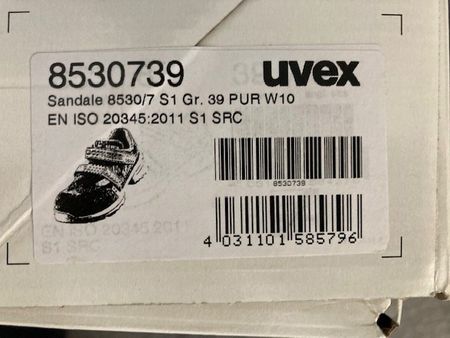 8530739
uvex
Sandale 8530/7 S1 Gr. 39 PUR W10
EN ISO 20345:2011 S1 SRC
8530739
EN ISO 20345:2011
S1 SRC
4 031101 585796